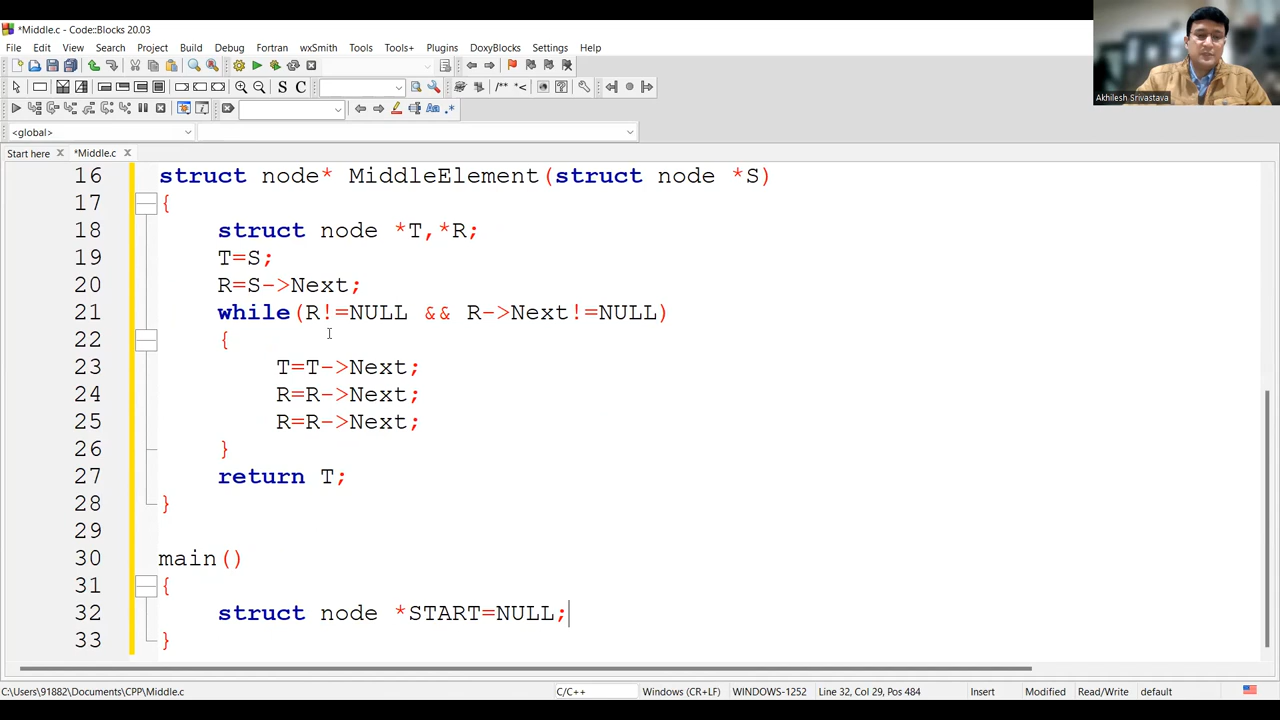 *Middle.c - Code::Blocks 20.03
File Edit View Search Project Build Debug Fortran wxSmith Tools Tools+ Plugins DoxyBlocks Settings Help
S C
/** *<
Aa .*
Akhilesh Srivastava
<global>
Start here *Middle.c
16 struct node* MiddleElement(struct node *S)
17 {
18 struct node *T,*R;
19 T=S;
20 R=S->Next;
21 while(R!=NULL && R->Next!=NULL)
22 {
23 T=T->Next;
24 R=R->Next;
25 R=R->Next;
26 }
27 return T;
28 }
29
30 main()
31 {
32 struct node *START=NULL;
33 }
C:\Users\91882\Documents\CPP\Middle.c C/C++ Windows (CR+LF) WINDOWS-1252 Line 32, Col 29, Pos 484 Insert Modified Read/Write default